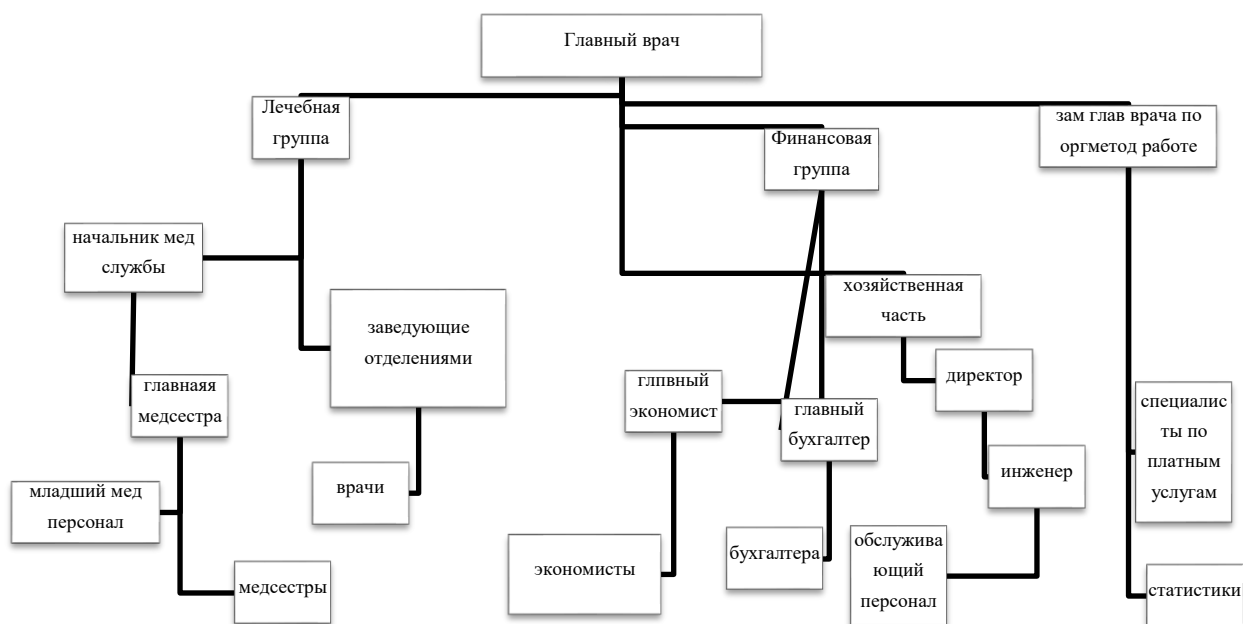 Главный врач
Лечебная
группа
Финансовая
группа
зам глав врача по
оргметод работе
начальник мед
службы
заведующие
отделениями
хозяйственная
часть
главнаяя
медсестра
глпвный
экономист
главный
бухгалтер
директор
специалис
ты по
платным
услугам
младший мед
персонал
врачи
инженер
медсестры
экономисты
бухгалтера
обслужива
ющий
персонал
статистики